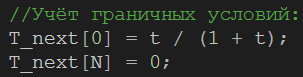 //Учёт граничных условий:
T_next[0] = t / (1 + t);
T_next[N] = 0;